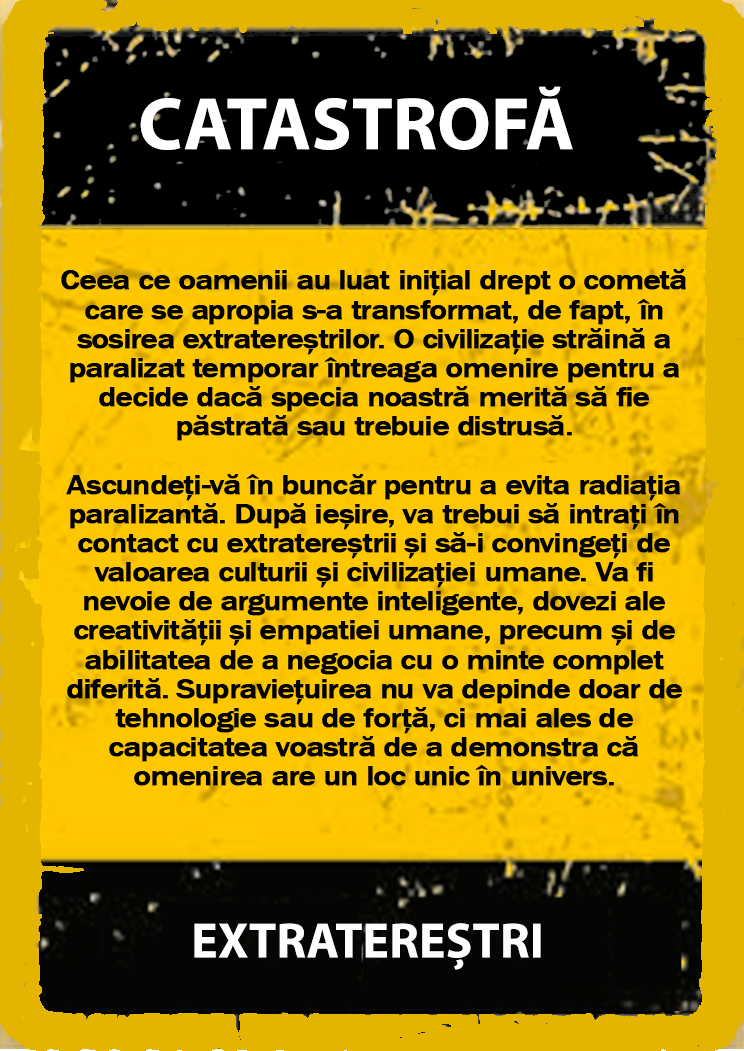 CATASTROFĂ
Ceea ce oamenii au luat inițial drept o cometă
care se apropia s-a transformat, de fapt, în
sosirea extratereștrilor. O civilizație străină a
paralizat temporar întreaga omenire pentru a
decide dacă specia noastră merită să fie
păstrată sau trebuie distrusă.
Ascundeți-vă în buncăr pentru a evita radiația
paralizantă. După ieșire, va trebui să intrați în
contact cu extratereștrii și să-i convingeți de
valoarea culturii și civilizației umane. Va fi
nevoie de argumente inteligente, dovezi ale
creativității și empatiei umane, precum și de
abilitatea de a negocia cu o minte complet
diferită. Supraviețuirea nu va depinde doar de
tehnologie sau de forță, ci mai ales de
capacitatea voastră de a demonstra că
omenirea are un loc unic în univers.
EXTRATEREȘTRI